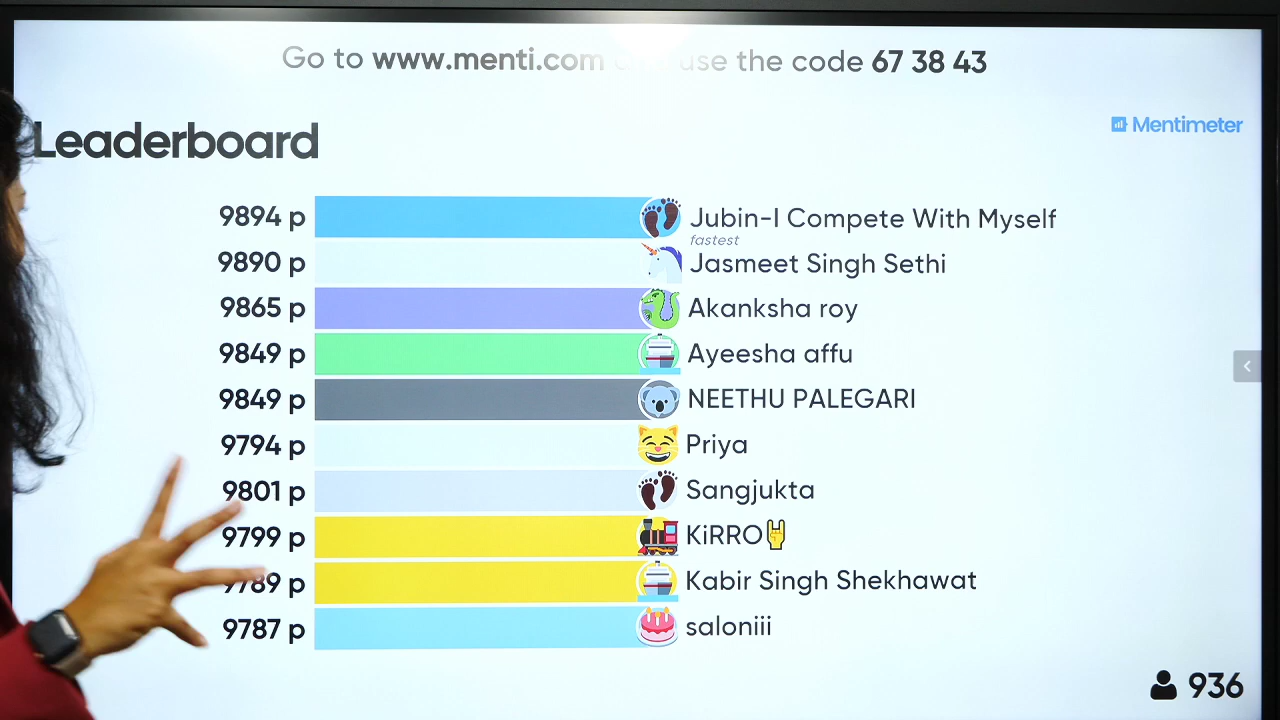 Go to www.menti.com use the code 67 38 43
Leaderboard
Mentimeter
9894 p Jubin-I Compete With Myself
fastest
9890 p Jasmeet Singh Sethi
9865 p Akanksha roy
9849 p Ayeesha affu
9849 p NEETHU PALEGARI
9794 p Priya
9801 p Sangjukta
9799 p KiRRO🤘
9789 p Kabir Singh Shekhawat
9787 p saloniii
936